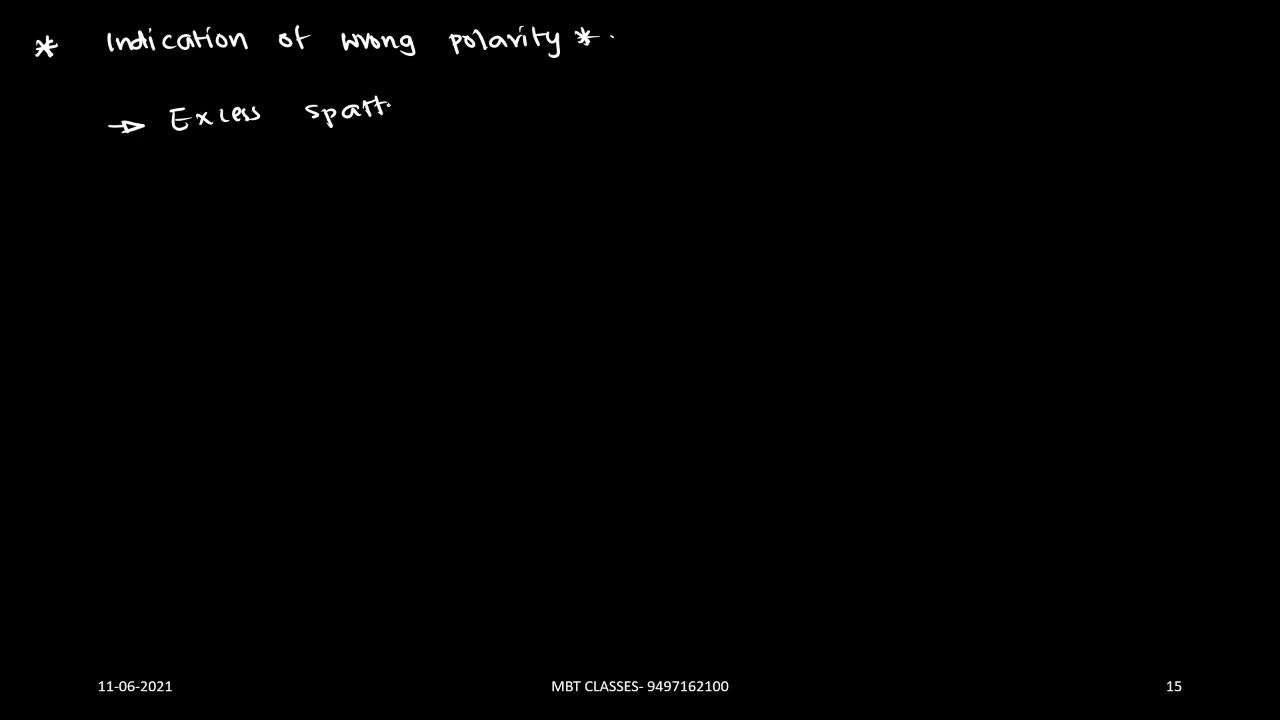 * Indication of wrong polarity *.
→ Excess spatt
11-06-2021 MBT CLASSES- 9497162100 15